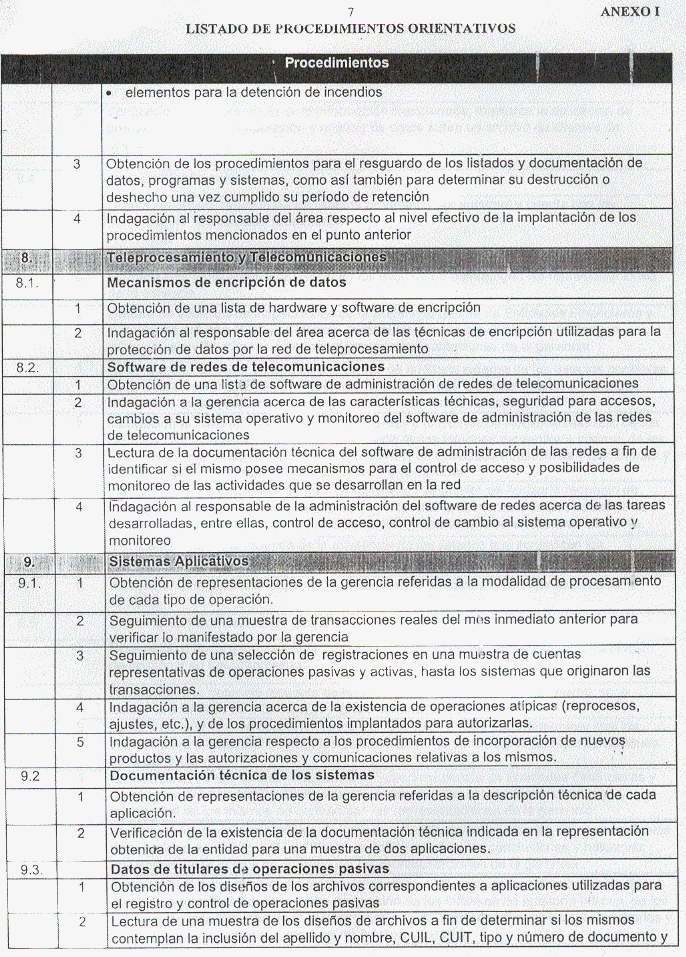 7
ANEXO I
LISTADO DE PROCEDIMIENTOS ORIENTATIVOS
Procedimientos
• elementos para la detención de incendios
3 Obtención de los procedimientos para el resguardo de los listados y documentación de
datos, programas y sistemas, como así también para determinar su destrucción o
deshecho una vez cumplido su período de retención
4 Indagación al responsable del área respecto al nivel efectivo de la implantación de los
procedimientos mencionados en el punto anterior
8. Teleprocesamiento y Telecomunicaciones
8.1. Mecanismos de encripción de datos
1 Obtención de una lista de hardware y software de encripción
2 Indagación al responsable del área acerca de las técnicas de encripción utilizadas para la
protección de datos por la red de teleprocesamiento
8.2. Software de redes de telecomunicaciones
1 Obtención de una lista de software de administración de redes de telecomunicaciones
2 Indagación a la gerencia acerca de las características técnicas, seguridad para accesos,
cambios a su sistema operativo y monitoreo del software de administración de las redes
de telecomunicaciones
3 Lectura de la documentación técnica del software de administración de las redes a fin de
identificar si el mismo posee mecanismos para el control de acceso y posibilidades de
monitoreo de las actividades que se desarrollan en la red
4 Indagación al responsable de la administración del software de redes acerca de las tareas
desarrolladas, entre ellas, control de acceso, control de cambio al sistema operativo y
monitoreo
9. Sistemas Aplicativos
9.1. 1 Obtención de representaciones de la gerencia referidas a la modalidad de procesamiento
de cada tipo de operación.
2 Seguimiento de una muestra de transacciones reales del mes inmediato anterior para
verificar lo manifestado por la gerencia
3 Seguimiento de una selección de registraciones en una muestra de cuentas
representativas de operaciones pasivas y activas, hasta los sistemas que originaron las
transacciones.
4 Indagación a la gerencia acerca de la existencia de operaciones atípicas (reprocesos,
ajustes, etc.), y de los procedimientos implantados para autorizarlas.
5 Indagación a la gerencia respecto a los procedimientos de incorporación de nuevos
productos y las autorizaciones y comunicaciones relativas a los mismos.
9.2 Documentación técnica de los sistemas
1 Obtención de representaciones de la gerencia referidas a la descripción técnica de cada
aplicación.
2 Verificación de la existencia de la documentación técnica indicada en la representación
obtenida de la entidad para una muestra de dos aplicaciones.
9.3. Datos de titulares de operaciones pasivas
1 Obtención de los diseños de los archivos correspondientes a aplicaciones utilizadas para
el registro y control de operaciones pasivas
2 Lectura de una muestra de los diseños de archivos a fin de determinar si los mismos
contemplan la inclusión del apellido y nombre, CUIL, CUIT, tipo y número de documento y